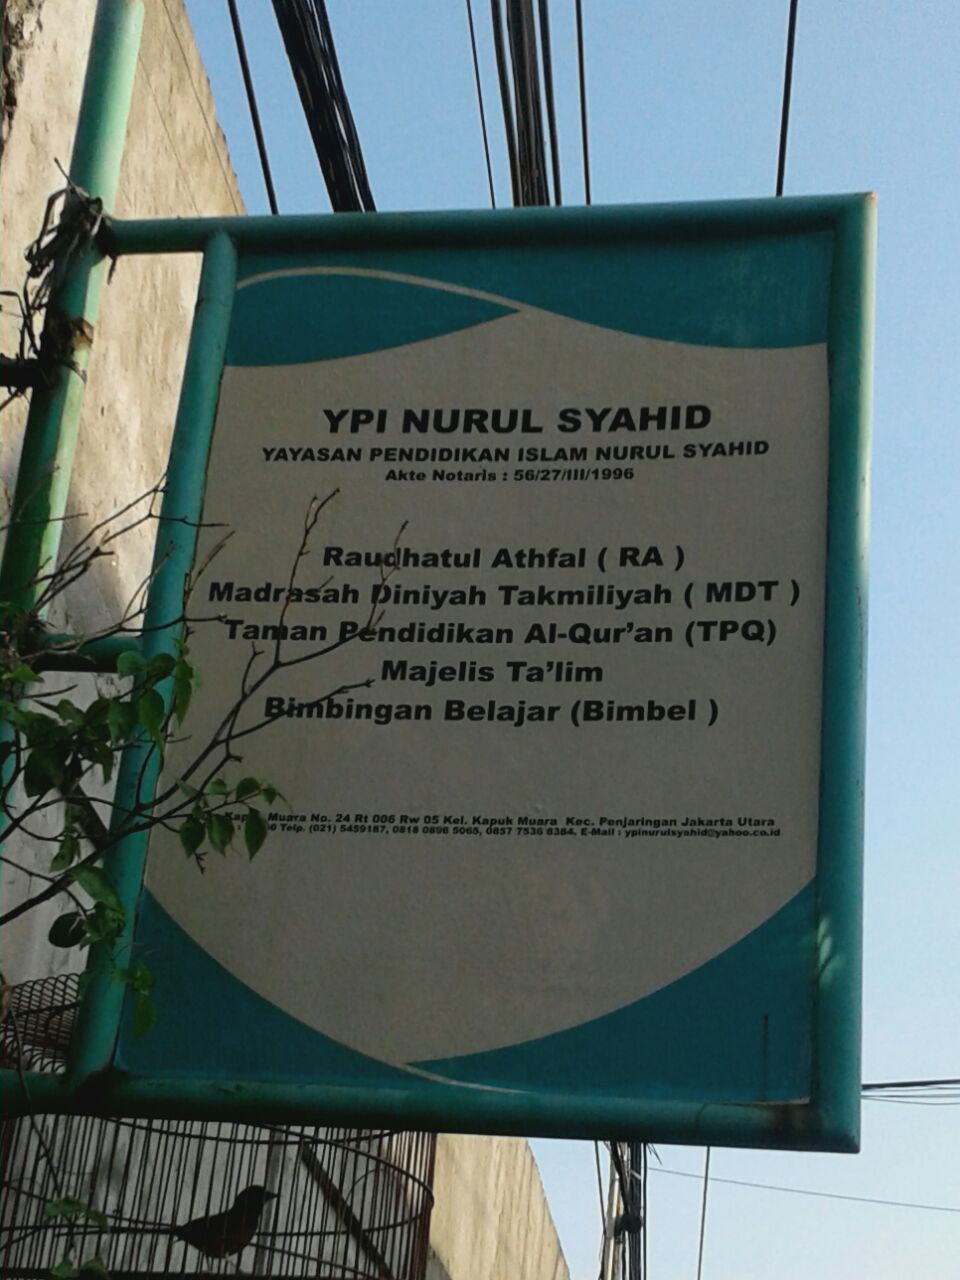 YPI NURUL SYAHID
YAYASAN PENDIDIKAN ISLAM NURUL SYAHID
Akte Notaris : 56/27/III/1996
Raudhatul Athfal ( RA )
Madrasah Diniyah Takmiliyah ( MDT )
Taman Pendidikan Al-Qur'an (TPQ)
Majelis Ta'lim
Bimbingan Belajar (Bimbel )
Kapuk Muara No. 24 Rt 006 Rw 05 Kel. Kapuk Muara Kec. Penjaringan Jakarta Utara
Telp. (021) 5459187, 0818 0896 5065, 0857 7536 8384, E-Mail : ypinurulsyahid@yahoo.co.id